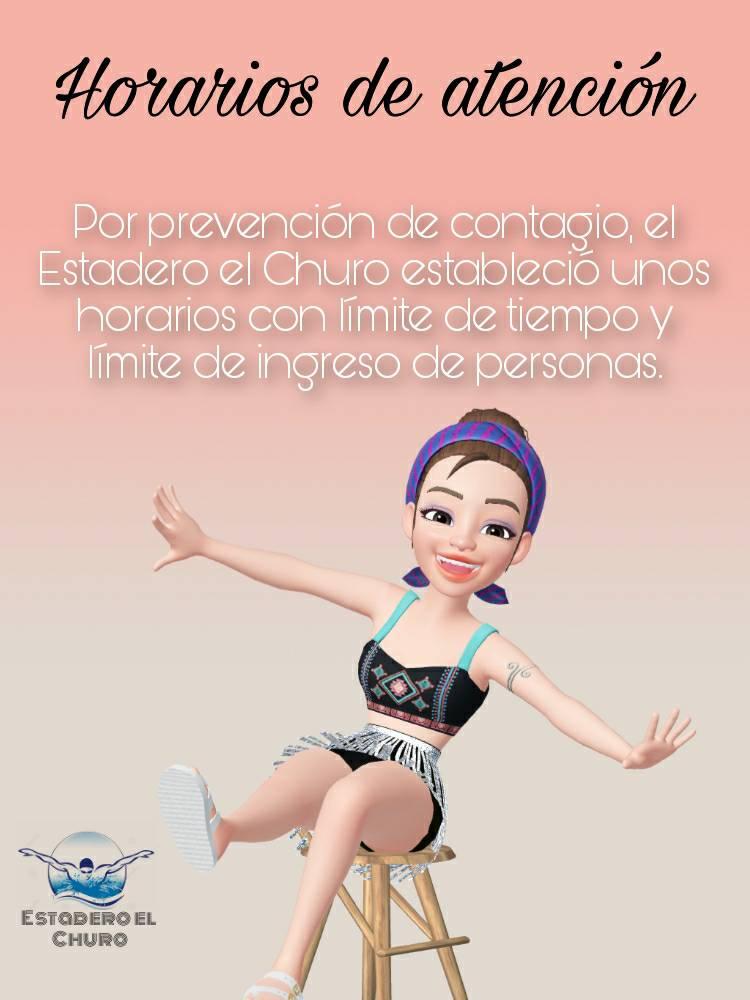 Horarios de atención
Por prevención de contagio, el
Estadero el Churo estableció unos
horarios con límite de tiempo y
límite de ingreso de personas.
Estadero el
Churo